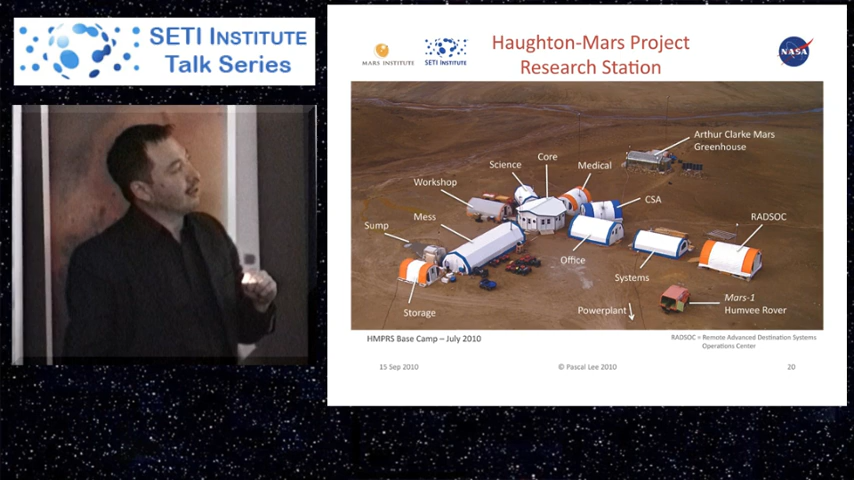 SETI INSTITUTE
Talk Series
MARS INSTITUTE
SETI INSTITUTE
Haughton-Mars Project
Research Station
NASA
Arthur Clarke Mars
Greenhouse
Core
Science
Medical
Workshop
CSA
Mess
RADSOC
Sump
Office
Systems
Mars-1
Humvee Rover
Storage
Powerplant
HMPRS Base Camp – July 2010
RADSOC = Remote Advanced Destination Systems
Operations Center
15 Sep 2010
© Pascal Lee 2010
20